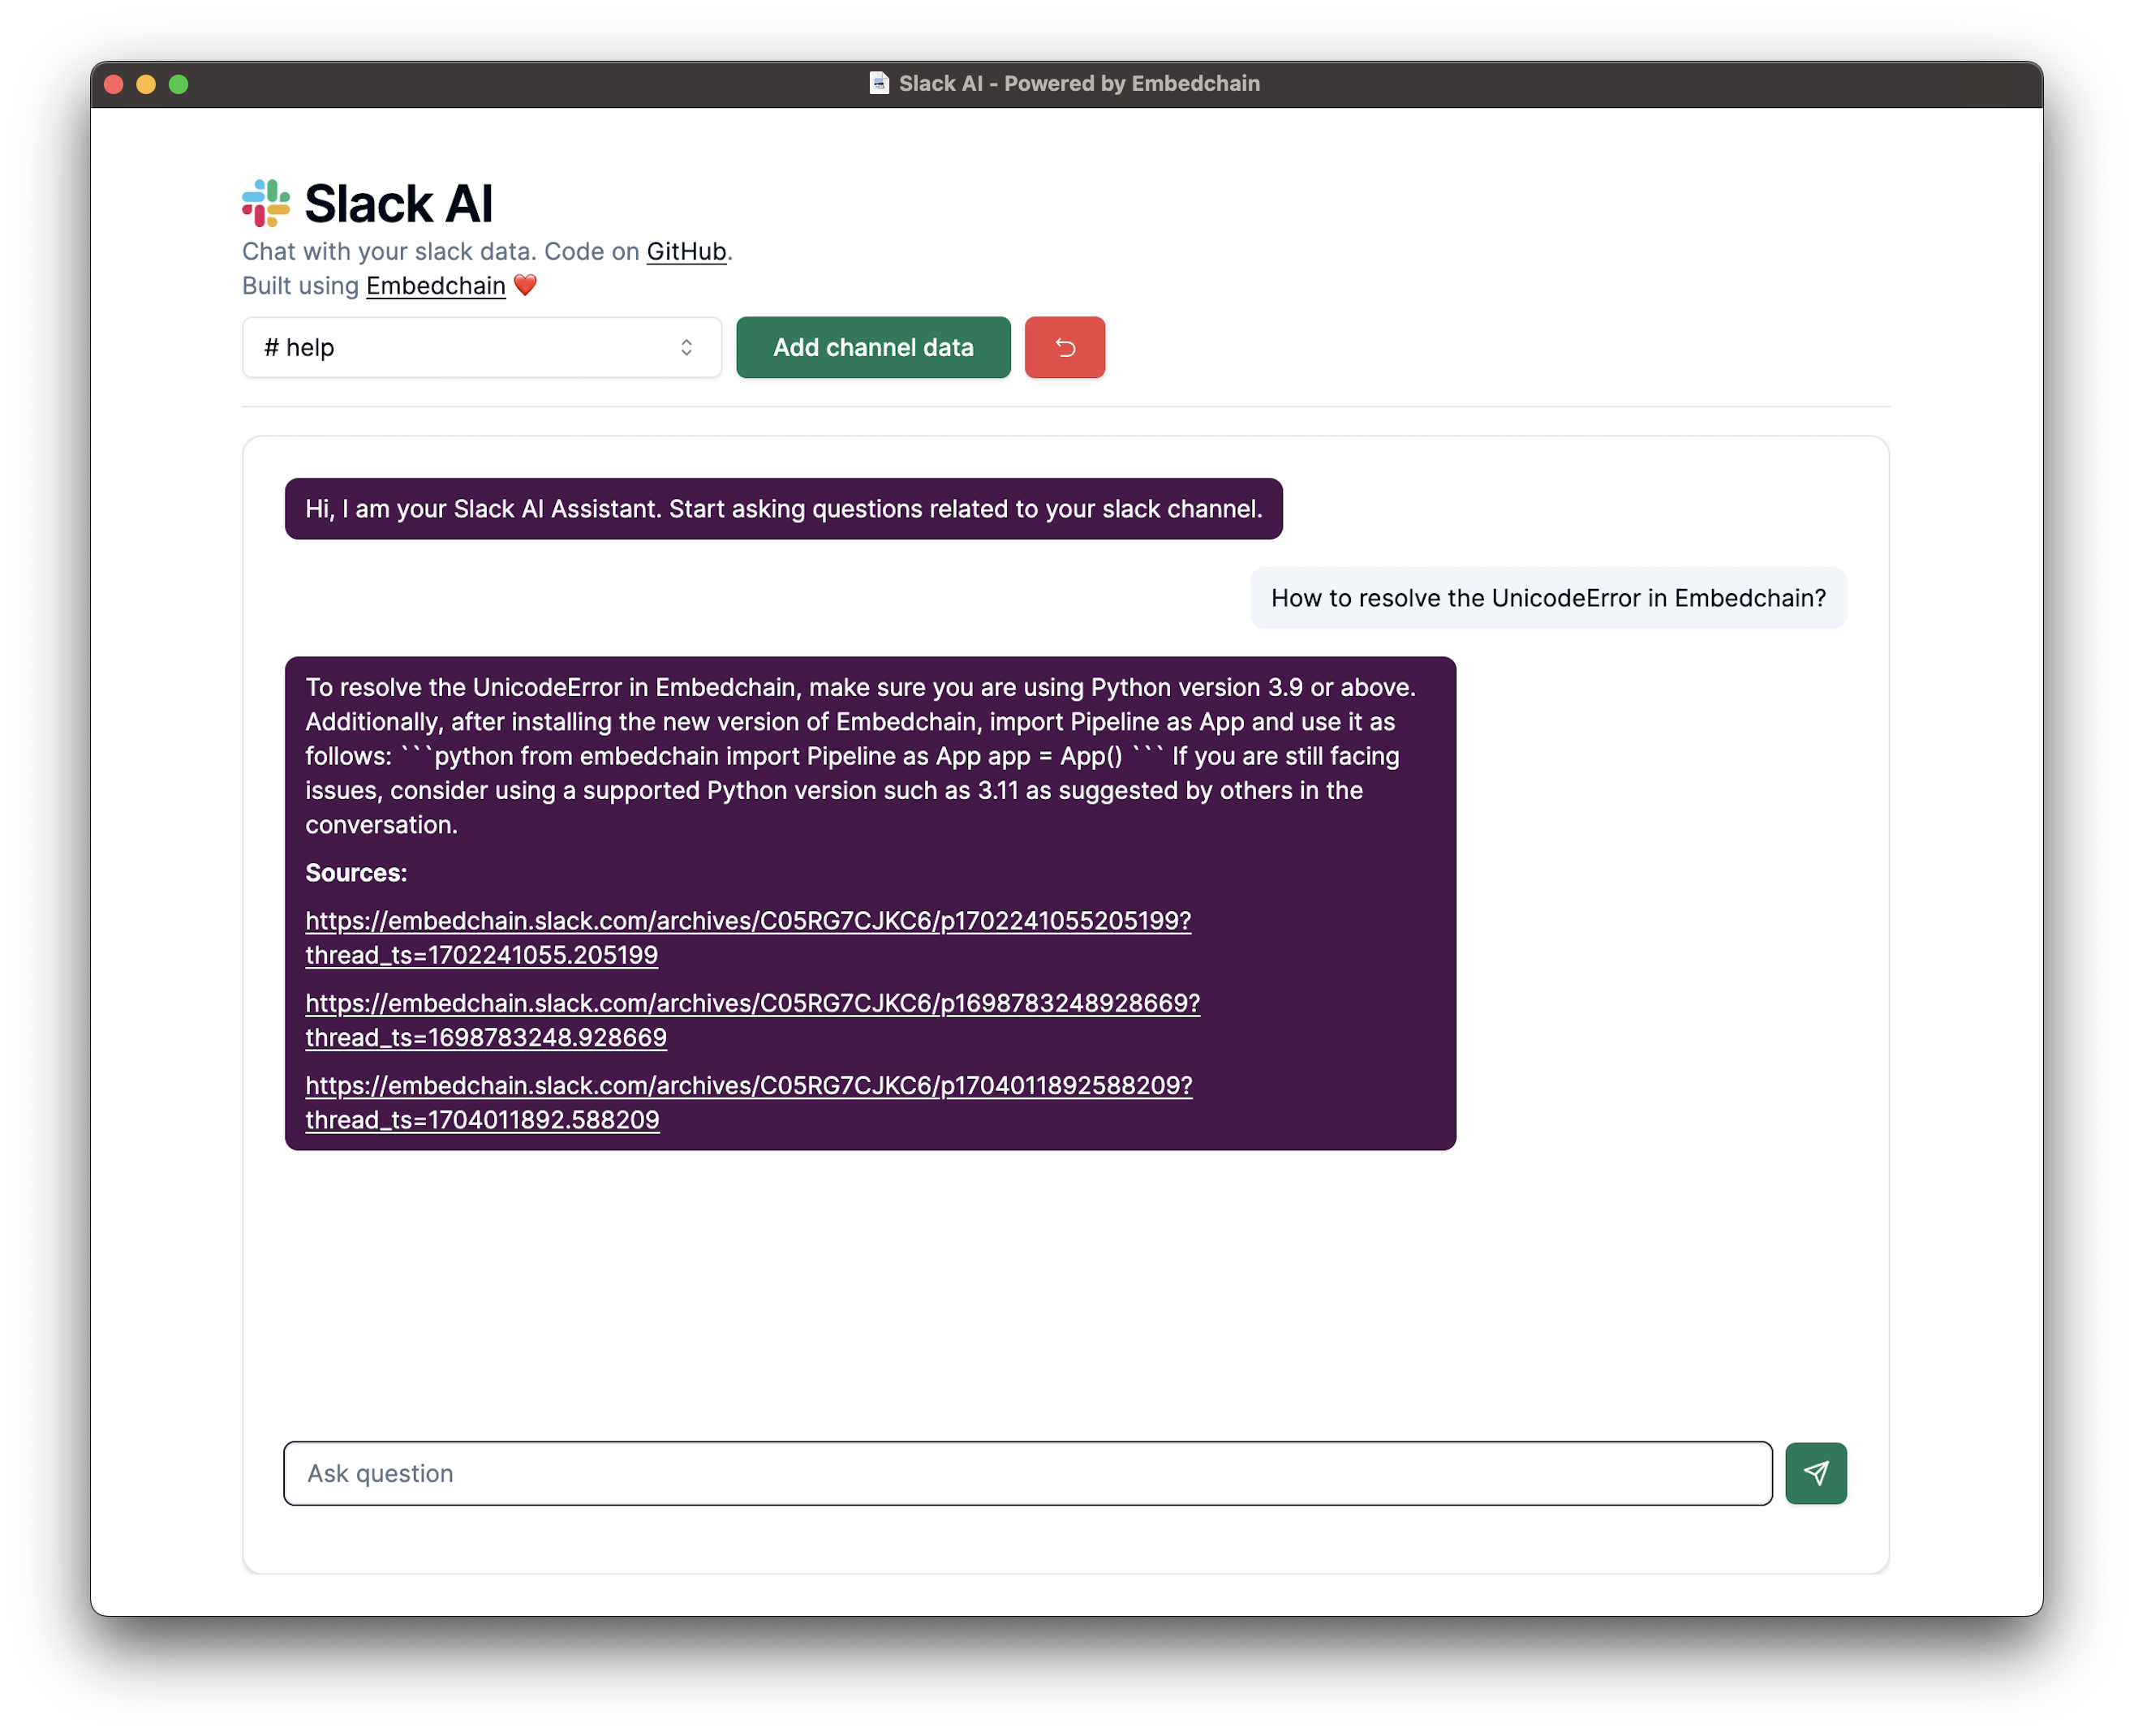 Slack AI - Powered by Embedchain
Slack AI
Chat with your slack data. Code on GitHub.
Built using Embedchain ❤️
# help
Add channel data
Hi, I am your Slack AI Assistant. Start asking questions related to your slack channel.
How to resolve the UnicodeError in Embedchain?
To resolve the UnicodeError in Embedchain, make sure you are using Python version 3.9 or above.
Additionally, after installing the new version of Embedchain, import Pipeline as App and use it as
follows: ```python from embedchain import Pipeline as App app = App() ``` If you are still facing
issues, consider using a supported Python version such as 3.11 as suggested by others in the
conversation.
Sources:
https://embedchain.slack.com/archives/C05RG7CJKC6/p1702241055205199?
thread_ts=1702241055.205199
https://embedchain.slack.com/archives/C05RG7CJKC6/p1698783248928669?
thread_ts=1698783248.928669
https://embedchain.slack.com/archives/C05RG7CJKC6/p1704011892588209?
thread_ts=1704011892.588209
Ask question